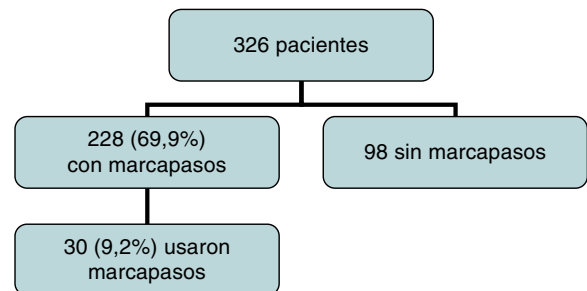 326 pacientes
228 (69,9%)
con marcapasos
98 sin marcapasos
30 (9,2%) usaron
marcapasos